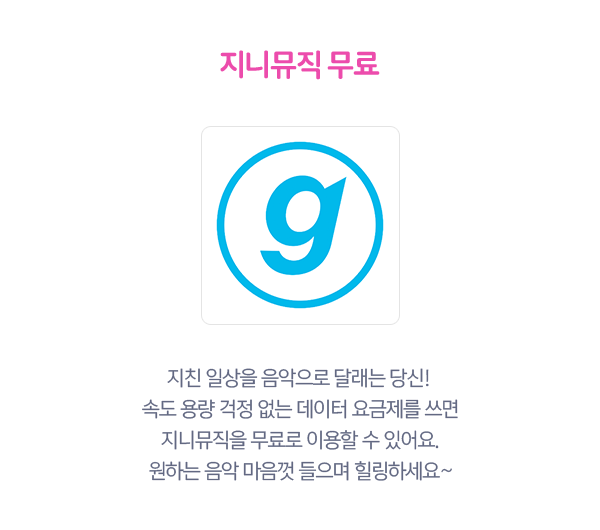 지니뮤직 무료
g
지친 일상을 음악으로 달래는 당신!
속도 용량 걱정 없는 데이터 요금제를 쓰면
지니뮤직을 무료로 이용할 수 있어요.
원하는 음악 마음껏 들으며 힐링하세요~